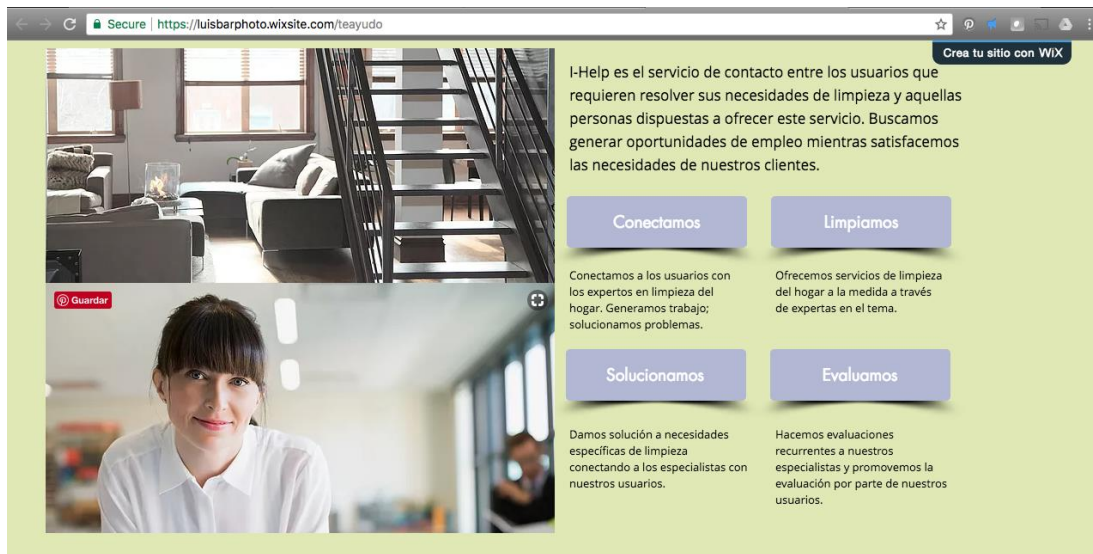 Secure | https://luisbarphoto.wixsite.com/teayudo
Crea tu sitio con WiX
I-Help es el servicio de contacto entre los usuarios que
requieren resolver sus necesidades de limpieza y aquellas
personas dispuestas a ofrecer este servicio. Buscamos
generar oportunidades de empleo mientras satisfacemos
las necesidades de nuestros clientes.
Conectamos
Conectamos a los usuarios con
los expertos en limpieza del
hogar. Generamos trabajo;
solucionamos problemas.
Limpiamos
Ofrecemos servicios de limpieza
del hogar a la medida a través
de expertas en el tema.
Guardar
Solucionamos
Damos solución a necesidades
específicas de limpieza
conectando a los especialistas con
nuestros usuarios.
Evaluamos
Hacemos evaluaciones
recurrentes a nuestros
especialistas y promovemos la
evaluación por parte de nuestros
usuarios.